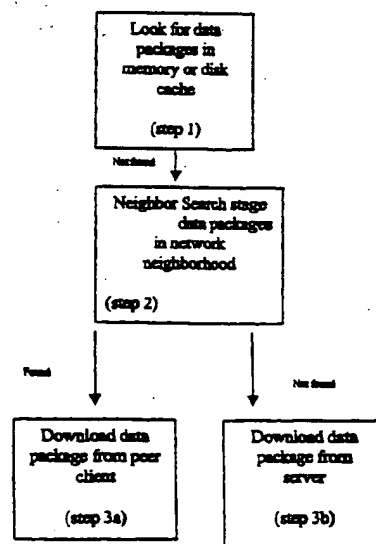 Look for data
packages in
memory or disk
cache
(step 1)
Not found
Neighbor Search stage
data packages
in network
neighborhood
(step 2)
Found
Not found
Download data
package from peer
client
(step 3a)
Download data
package from
server
(step 3b)